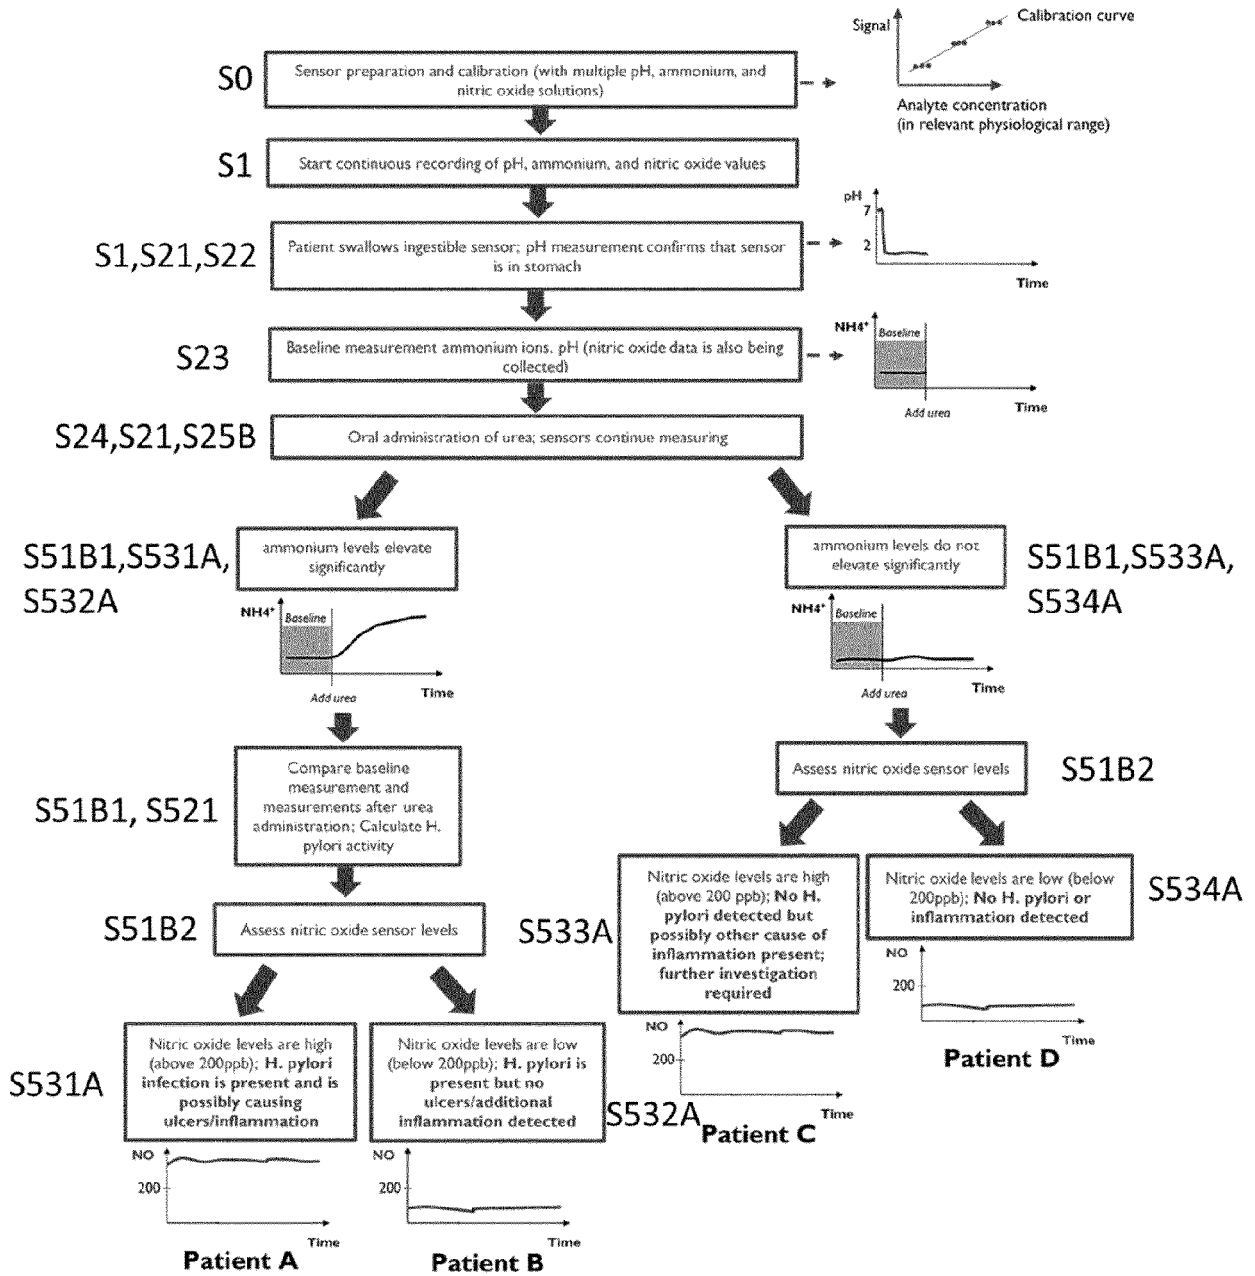 Signal
Calibration curve
S0
Sensor preparation and calibration (with multiple pH, ammonium, and
nitric oxide solutions)
Analyte concentration
(in relevant physiological range)
S1
Start continuous recording of pH, ammonium, and nitric oxide values
pH
7
2
Time
S1,S21,S22
Patient swallows ingestible sensor; pH measurement confirms that sensor
is in stomach
NH4+
Baseline
Time
Add urea
S23
Baseline measurement ammonium ions. pH (nitric oxide data is also being
collected)
S24,S21,S25B
Oral administration of urea; sensors continue measuring
S51B1,S531A,
S532A
ammonium levels elevate
significantly
NH4+
Baseline
Time
Add urea
ammonium levels do not
elevate significantly
S51B1,S533A,
S534A
NH4+
Baseline
Time
Add urea
S51B1, S521
Compare baseline
measurement and
measurements after urea
administration; Calculate H.
pylori activity
Assess nitric oxide sensor levels
S51B2
S51B2
Assess nitric oxide sensor levels
S533A
Nitric oxide levels are high
(above 200 ppb); No H.
pylori detected but
possibly other cause of
inflammation present;
further investigation
required
NO
200
Time
Patient C
Nitric oxide levels are low (below
200ppb); No H. pylori or
inflammation detected
S534A
NO
200
Time
Patient D
S531A
Nitric oxide levels are high
(above 200ppb); H. pylori
infection is present and is
possibly causing
ulcers/inflammation
NO
200
Time
Patient A
Nitric oxide levels are low
(below 200ppb); H. pylori is
present but no
ulcers/additional
inflammation detected
S532A
NO
200
Time
Patient B